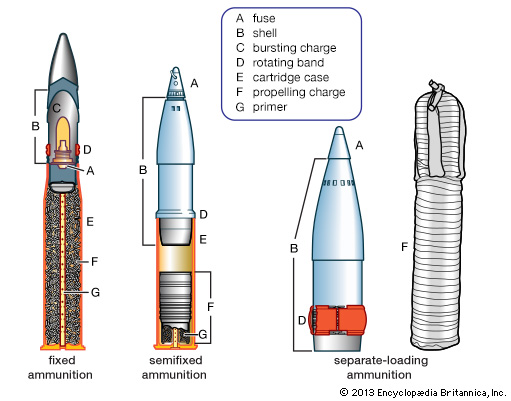 A fuse
B shell
C bursting charge
D rotating band
E cartridge case
F propelling charge
G primer
C
B
D
A
E
F
G
fixed
ammunition
A
B
D
E
F
G
semifixed
ammunition
A
B
D
F
separate-loading
ammunition
© 2013 Encyclopædia Britannica, Inc.